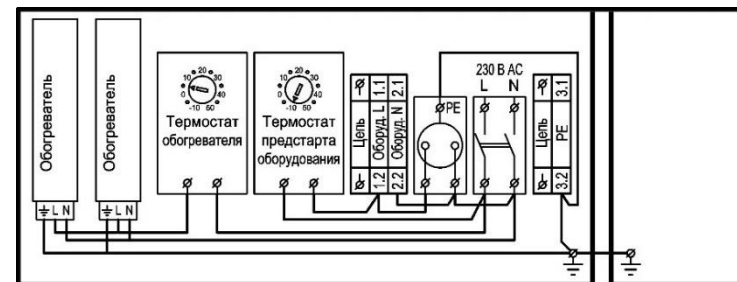 Обогреватель
⏚ L N
Обогреватель
⏚ L N
-10 0 10 20 30 40 50
Термостат
обогревателя
-10 0 10 20 30 40 50
Термостат
предстарта
оборудования
Цепь
Оборуд. L
Оборуд. N
1.1
2.1
1.2
2.2
PE
230 В AC
L N
Цепь
PE
3.1
3.2